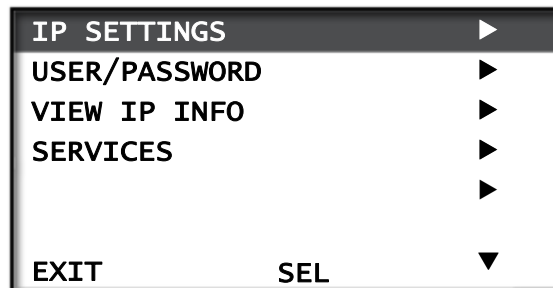 IP SETTINGS
USER/PASSWORD
VIEW IP INFO
SERVICES
EXIT SEL